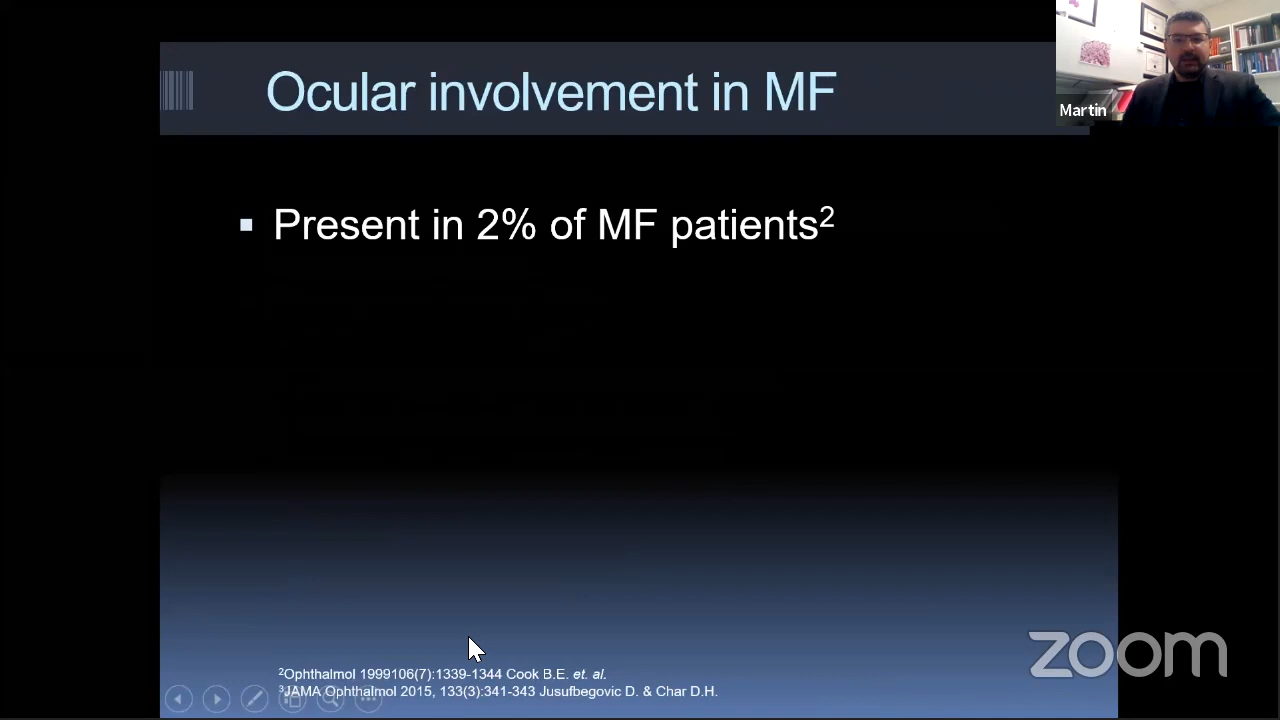 Ocular involvement in MF
Martin
▪ Present in 2% of MF patients²
zoom
²Ophthalmol 1999106(7):1339-1344 Cook B.E. et. al.
³JAMA Ophthalmol 2015, 133(3):341-343 Jusufbegovic D. & Char D.H.